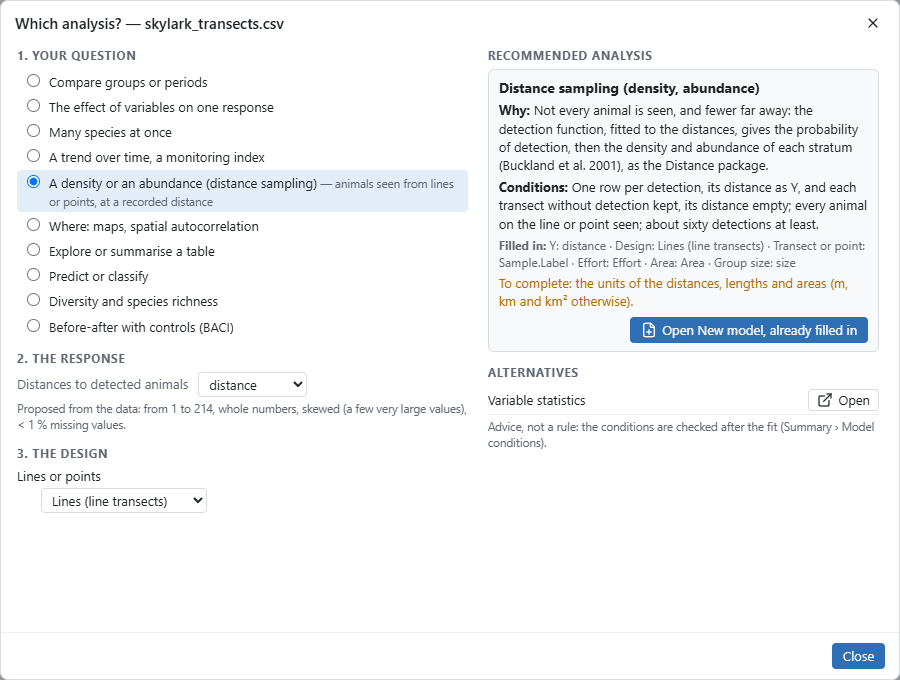 Which analysis? — skylark_transects.csv
1. YOUR QUESTION
Compare groups or periods
The effect of variables on one response
Many species at once
A trend over time, a monitoring index
A density or an abundance (distance sampling) — animals seen from lines
or points, at a recorded distance
Where: maps, spatial autocorrelation
Explore or summarise a table
Predict or classify
Diversity and species richness
Before-after with controls (BACI)
2. THE RESPONSE
Distances to detected animals distance
Proposed from the data: from 1 to 214, whole numbers, skewed (a few very large values),
< 1 % missing values.
3. THE DESIGN
Lines or points
Lines (line transects)
RECOMMENDED ANALYSIS
Distance sampling (density, abundance)
Why: Not every animal is seen, and fewer far away: the
detection function, fitted to the distances, gives the probability
of detection, then the density and abundance of each stratum
(Buckland et al. 2001), as the Distance package.
Conditions: One row per detection, its distance as Y, and each
transect without detection kept, its distance empty; every animal
on the line or point seen; about sixty detections at least.
Filled in: Y: distance · Design: Lines (line transects) · Transect or point:
Sample.Label · Effort: Effort · Area: Area · Group size: size
To complete: the units of the distances, lengths and areas (m,
km and km² otherwise).
Open New model, already filled in
ALTERNATIVES
Variable statistics Open
Advice, not a rule: the conditions are checked after the fit (Summary › Model
conditions).
Close